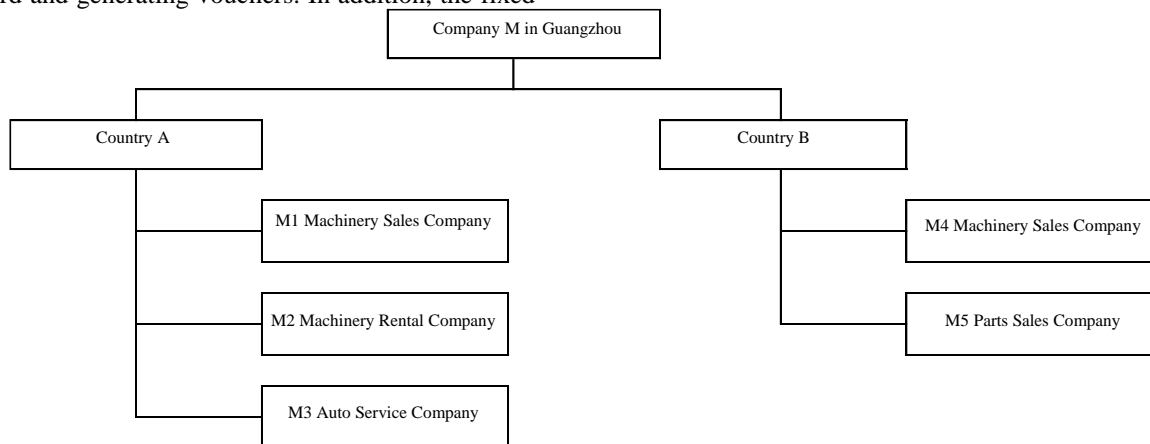 rd and generating vouchers. In addition, the fixed
Company M in Guangzhou
Country A
Country B
M1 Machinery Sales Company
M4 Machinery Sales Company
M2 Machinery Rental Company
M5 Parts Sales Company
M3 Auto Service Company